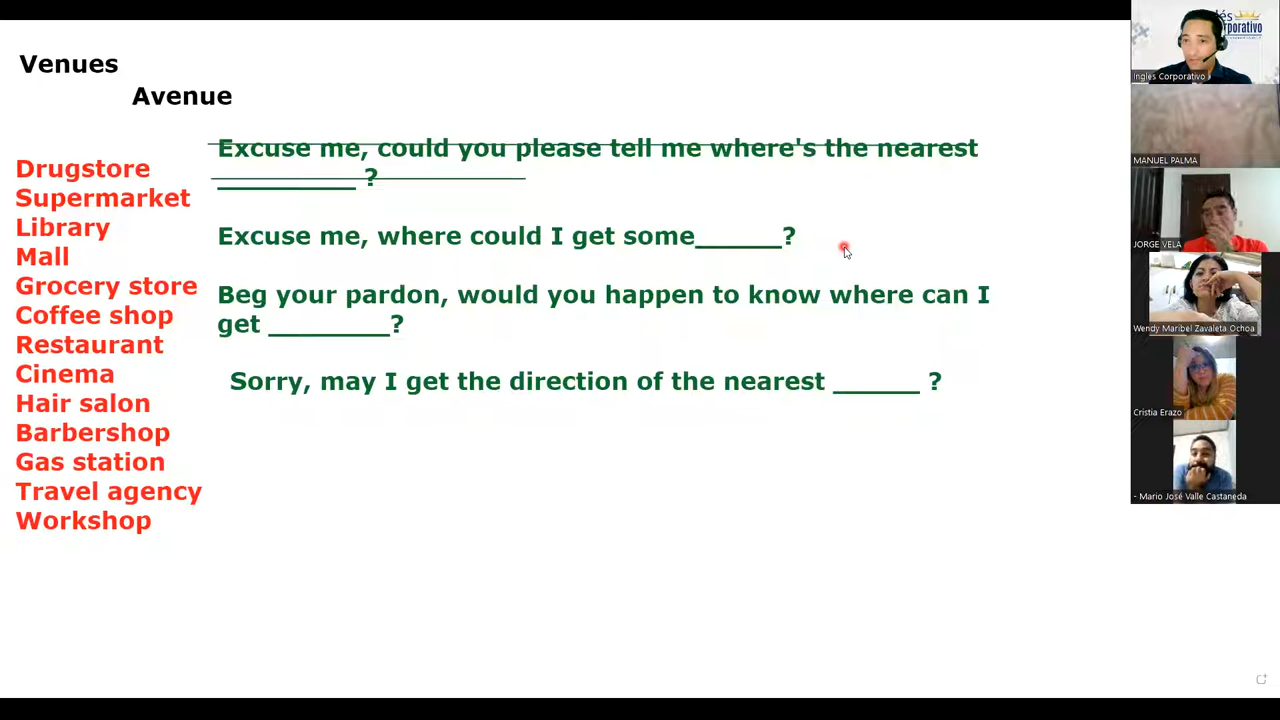 Venues
Avenue
Excuse me, could you please tell me where's the nearest
__________ ?
Excuse me, where could I get some______?
Beg your pardon, would you happen to know where can I
get ________?
Sorry, may I get the direction of the nearest ______ ?
Drugstore
Supermarket
Library
Mall
Grocery store
Coffee shop
Restaurant
Cinema
Hair salon
Barbershop
Gas station
Travel agency
Workshop
Ingles Corporativo
MANUEL PALMA
JORGE VELA
Wendy Maribel Zavaleta Ochoa
Cristia Erazo
- Mario José Valle Castaneda